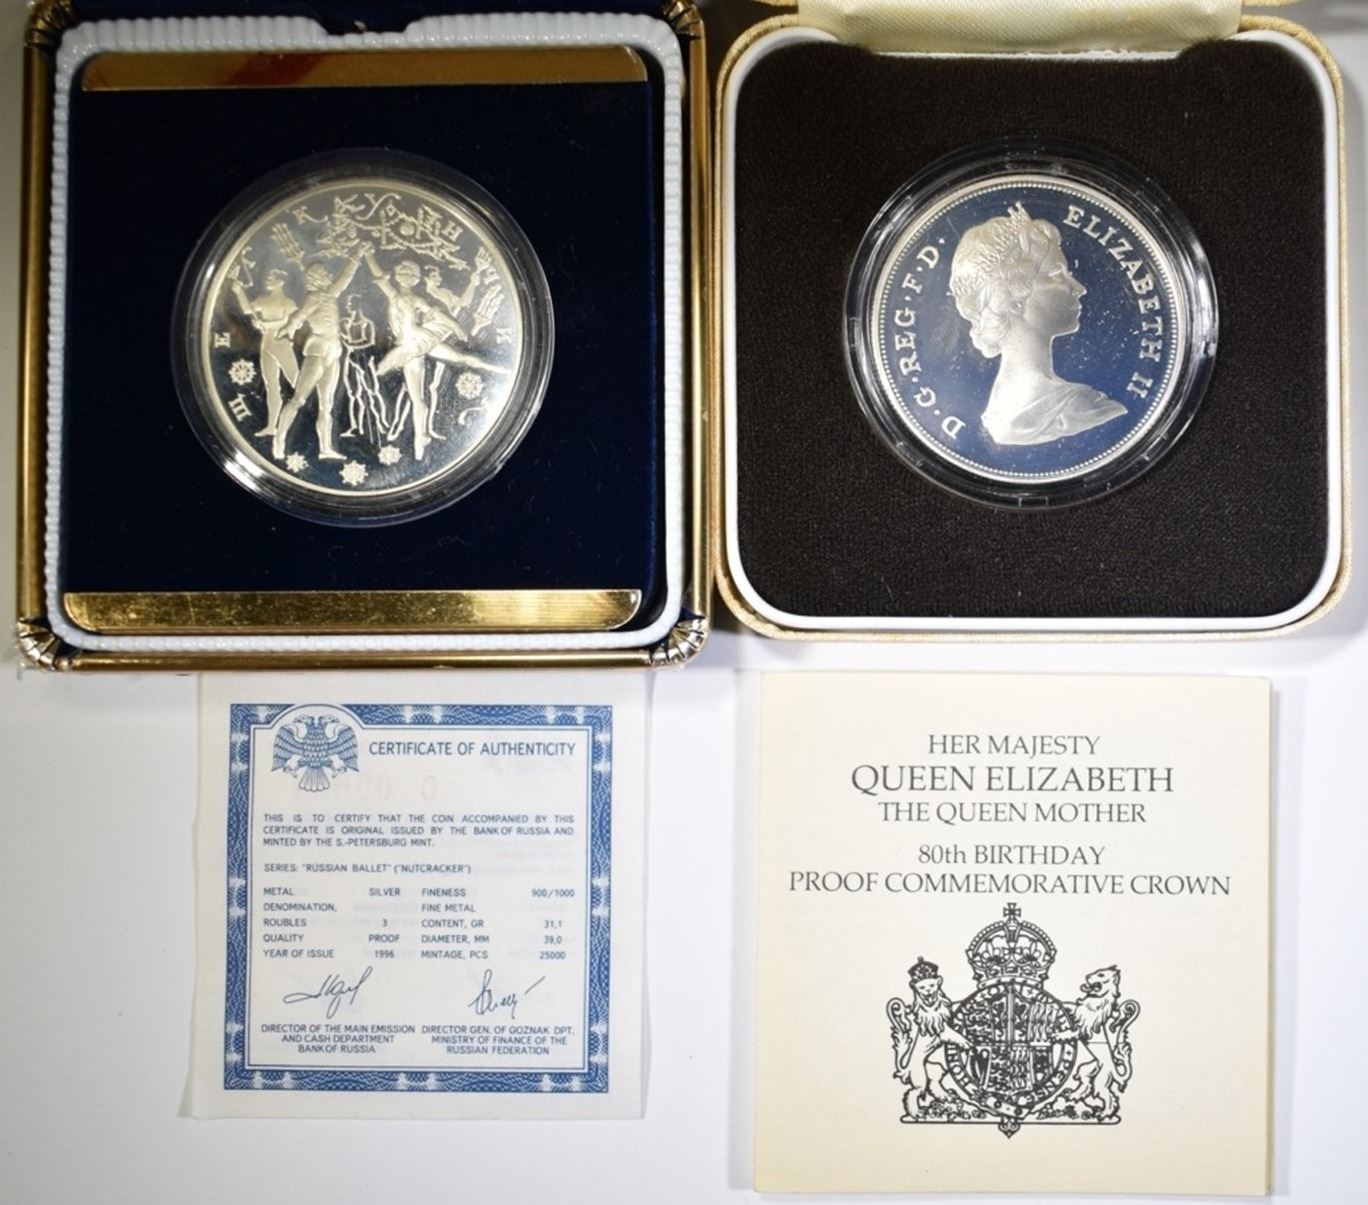 ЩЕЛКУНЧИК
D·G·REG·F·D· ELIZABETH II
CERTIFICATE OF AUTHENTICITY
THIS IS TO CERTIFY THAT THE COIN ACCOMPANIED BY THIS
CERTIFICATE IS ORIGINAL ISSUED BY THE BANK OF RUSSIA AND
MINTED BY THE S.-PETERSBURG MINT.
SERIES: "RUSSIAN BALLET" ("NUTCRACKER")
METAL SILVER FINENESS 900/1000
DENOMINATION, FINE METAL
ROUBLES 3 CONTENT, GR 31,1
QUALITY PROOF DIAMETER, MM 39,0
YEAR OF ISSUE 1996 MINTAGE, PCS 25000
DIRECTOR OF THE MAIN EMISSION DIRECTOR GEN. OF GOZNAK DPT.
AND CASH DEPARTMENT MINISTRY OF FINANCE OF THE
BANK OF RUSSIA RUSSIAN FEDERATION
HER MAJESTY
QUEEN ELIZABETH
THE QUEEN MOTHER
80th BIRTHDAY
PROOF COMMEMORATIVE CROWN